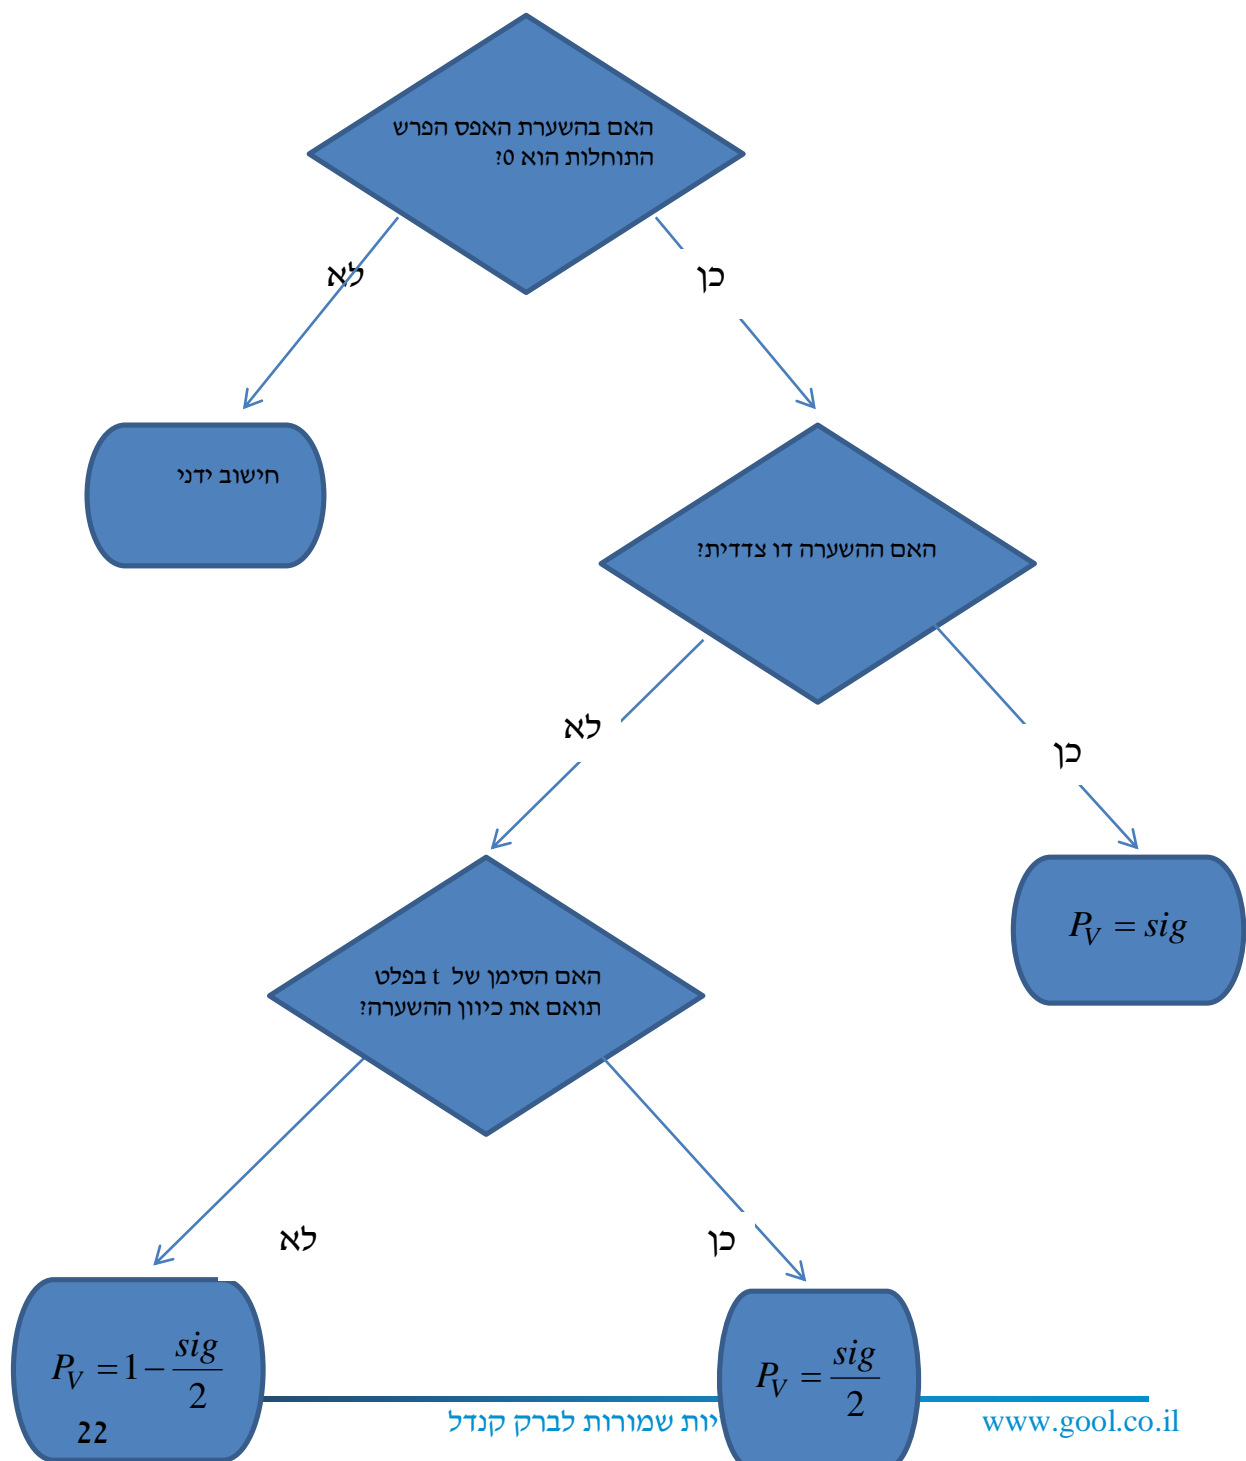 האם בהשערת האפס הפרש
התוחלות הוא 0?
לא
כן
חישוב ידני
האם ההשערה דו צדדית?
לא
כן
P_V = sig
האם הסימן של t בפלט
תואם את כיוון ההשערה?
לא
כן
P_V = 1 - sig/2
P_V = sig/2
22
יות שמורות לברק קנדל
www.gool.co.il